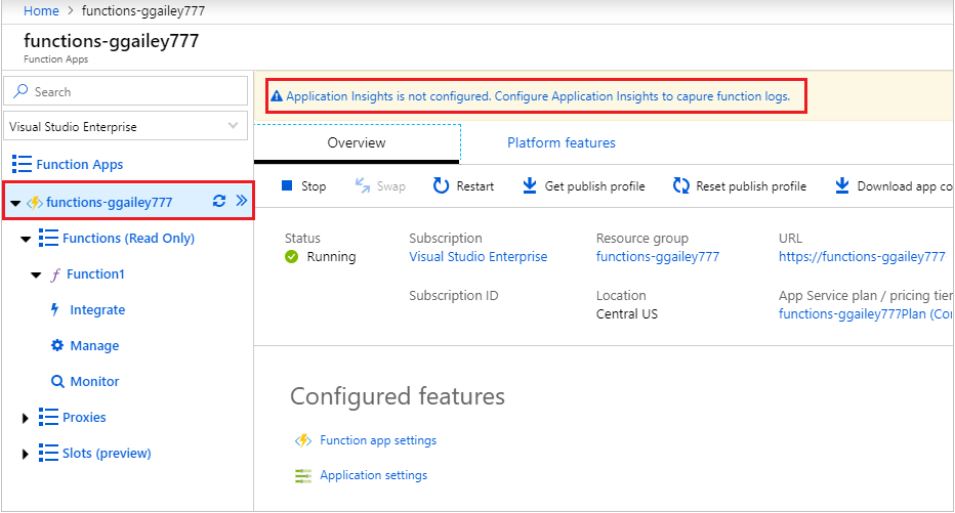 Home > functions-ggailey777
functions-ggailey777
Function Apps
Search
Visual Studio Enterprise
Function Apps
functions-ggailey777
Functions (Read Only)
Function1
Integrate
Manage
Monitor
Proxies
Slots (preview)
Application Insights is not configured. Configure Application Insights to capure function logs.
Overview Platform features
Stop Swap Restart Get publish profile Reset publish profile Download app co
Status Subscription Resource group URL
Running Visual Studio Enterprise functions-ggailey777 https://functions-ggailey777
Subscription ID Location App Service plan / pricing tier
Central US functions-ggailey777Plan (Co
Configured features
Function app settings
Application settings